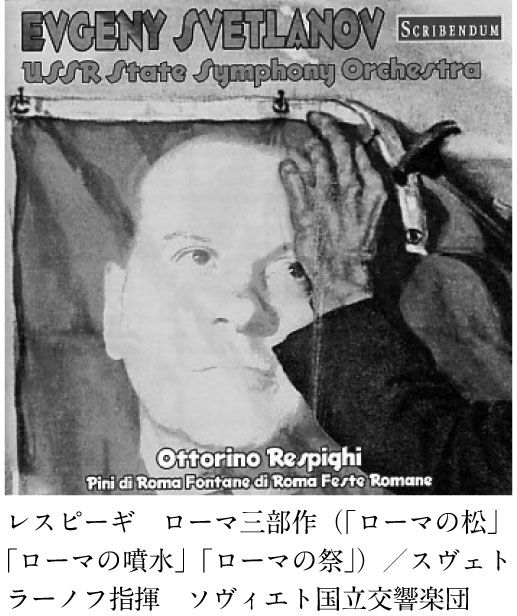 EVGENY SVETLANOV
SCRIBENDUM
USSR State Symphony Orchestra
Ottorino Respighi
Pini di Roma Fontane di Roma Feste Romane
レスピーギ　ローマ三部作（「ローマの松」
「ローマの噴水」「ローマの祭」）／スヴェト
ラーノフ指揮　ソヴィエト国立交響楽団